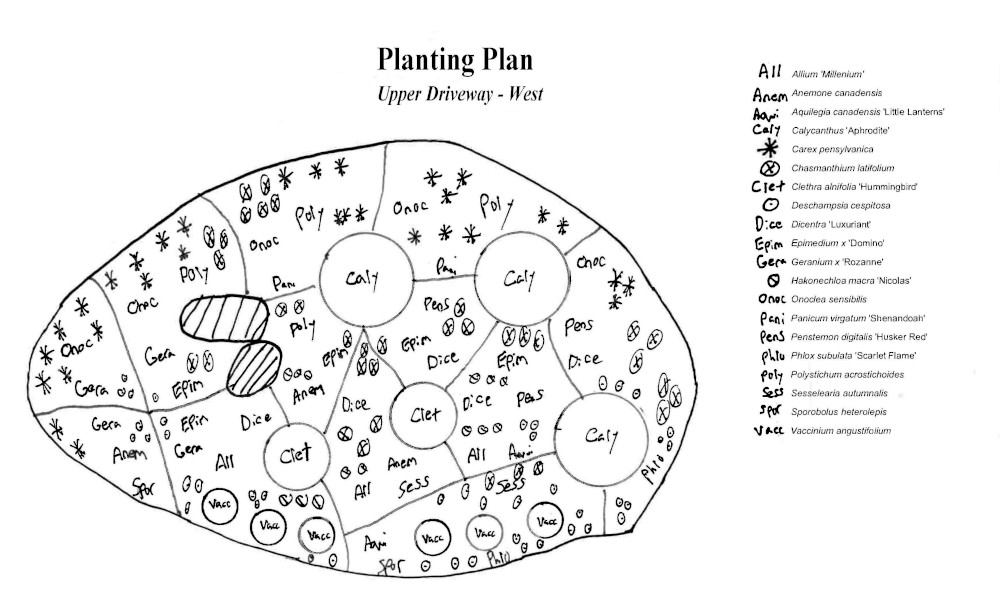 Planting Plan
Upper Driveway - West
All Allium 'Millenium'
Anem Anemone canadensis
Aqui Aquilegia canadensis 'Little Lanterns'
Caly Calycanthus 'Aphrodite'
Carex pensylvanica
Chasmanthium latifolium
Clet Clethra alnifolia 'Hummingbird'
Deschampsia cespitosa
Dice Dicentra 'Luxuriant'
Epim Epimedium x 'Domino'
Gera Geranium x 'Rozanne'
Hakonechloa macra 'Nicolas'
Onoc Onoclea sensibilis
Pani Panicum virgatum 'Shenandoah'
Pens Penstemon digitalis 'Husker Red'
Phlo Phlox subulata 'Scarlet Flame'
Poly Polystichum acrostichoides
Sess Sesselearia autumnalis
Spor Sporobolus heterolepis
Vacc Vaccinium angustifolium
Poly Onoc Poly
Onoc Onoc
Poly Caly Pani Caly
Pani
Onoc Pens Pens
Poly
Onoc Epim Epim
Gera Epim Dice Epim Dice
Gera Epim Anem Dice Dice Pens
Gera Epim Dice Clet
Anem Gera Clet Caly
All Anem All Aqui
Spor All Sess Sess Phlo
Vacc Vacc Vacc Vacc Vacc Vacc
Aqui
Spor Phlo